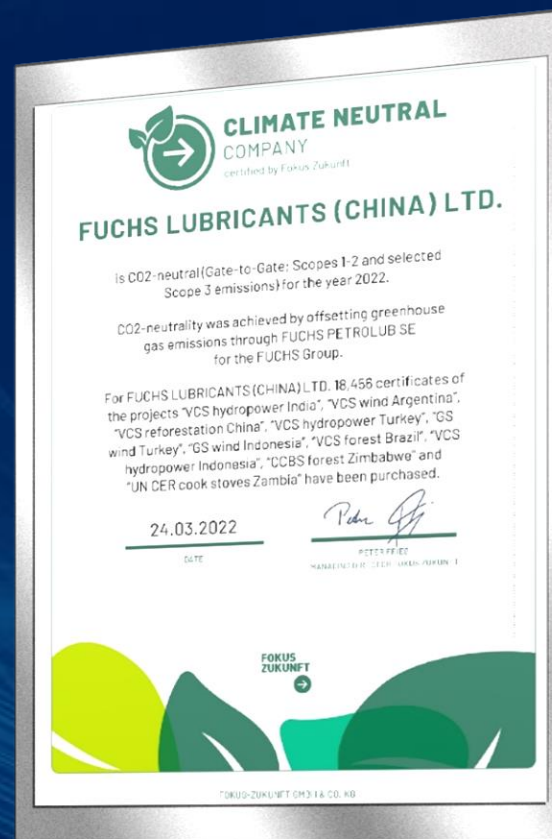 CLIMATE NEUTRAL
COMPANY
certified by Fokus Zukunft
FUCHS LUBRICANTS (CHINA) LTD.
is CO2-neutral (Gate-to-Gate; Scopes 1-2 and selected
Scope 3 emissions) for the year 2022.
CO2-neutrality was achieved by offsetting greenhouse
gas emissions through FUCHS PETROLUB SE
for the FUCHS Group.
For FUCHS LUBRICANTS (CHINA) LTD. 18,456 certificates of
the projects "VCS hydropower India", "VCS wind Argentina",
"VCS reforestation China", "VCS hydropower Turkey", "GS
wind Turkey", "GS wind Indonesia", "VCS forest Brazil", "VCS
hydropower Indonesia", "CCBS forest Zimbabwe" and
"UN CER cook stoves Zambia" have been purchased.
24.03.2022
DATE
PETER FRIEß
MANAGING DIRECTOR FOKUS ZUKUNFT
FOKUS
ZUKUNFT
FOKUS-ZUKUNFT GMBH & CO. KG